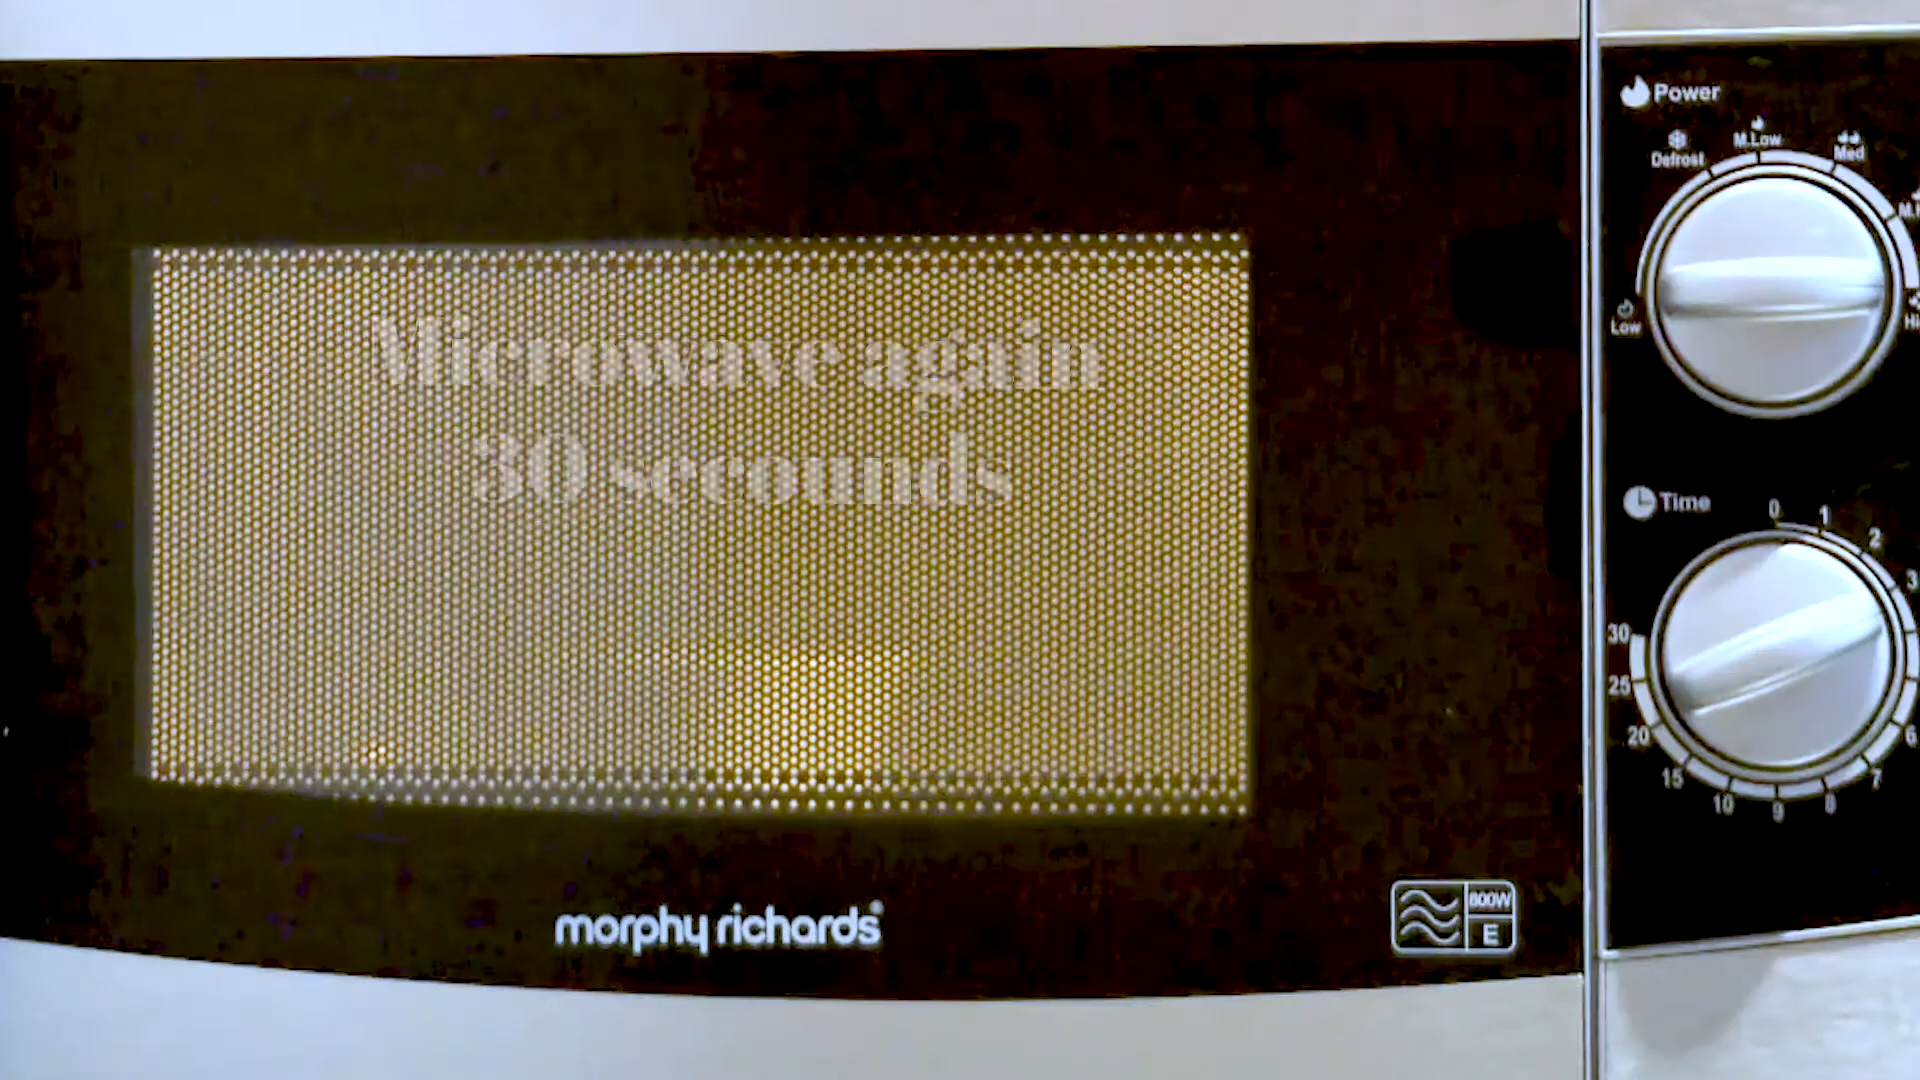 Microwave again
30 secounds
Power
Defrost
M.Low
Med
Low
Time
0
1
2
3
30
25
20
15
10
9
8
7
6
morphy richards
800W
E